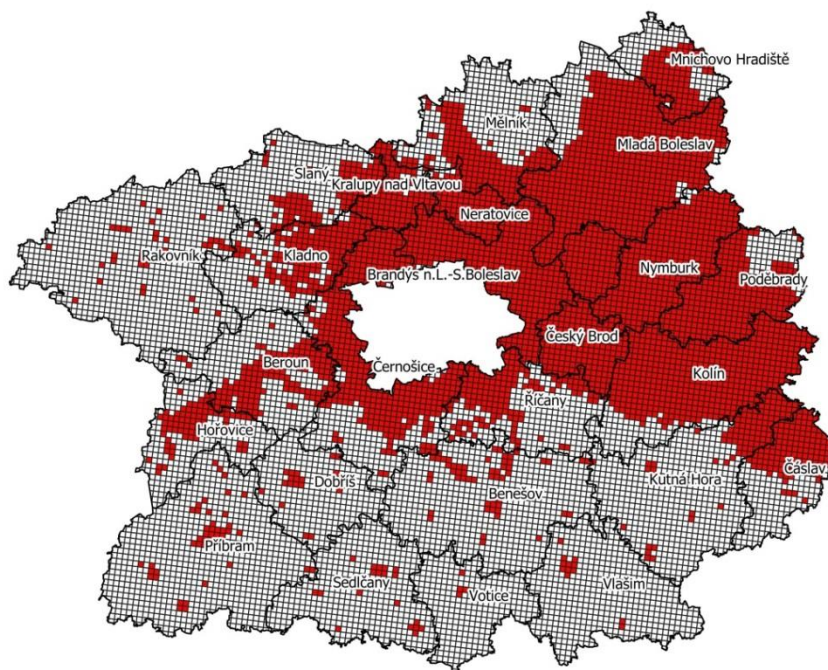 Mnichovo Hradiště
Mělník
Mladá Boleslav
Slaný
Kralupy nad Vltavou
Neratovice
Rakovník
Kladno
Brandýs n.L.-S.Boleslav
Nymburk
Poděbrady
Český Brod
Beroun
Černošice
Kolín
Říčany
Hořovice
Dobříš
Benešov
Kutná Hora
Čáslav
Příbram
Sedlčany
Votice
Vlašim